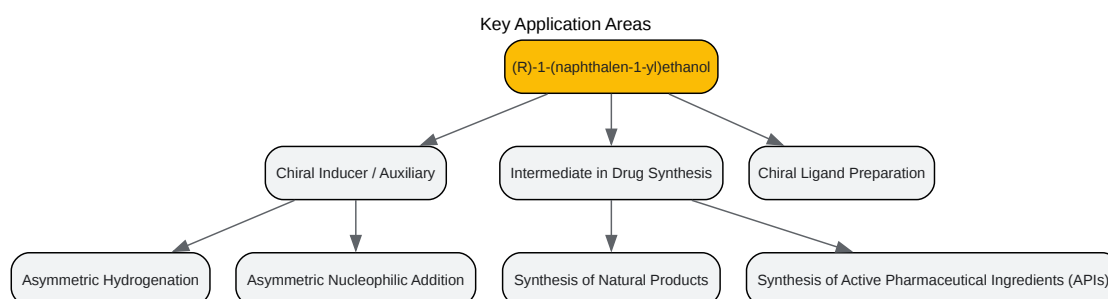 Key Application Areas
(R)-1-(naphthalen-1-yl)ethanol
Chiral Inducer / Auxiliary
Intermediate in Drug Synthesis
Chiral Ligand Preparation
Asymmetric Hydrogenation
Asymmetric Nucleophilic Addition
Synthesis of Natural Products
Synthesis of Active Pharmaceutical Ingredients (APIs)